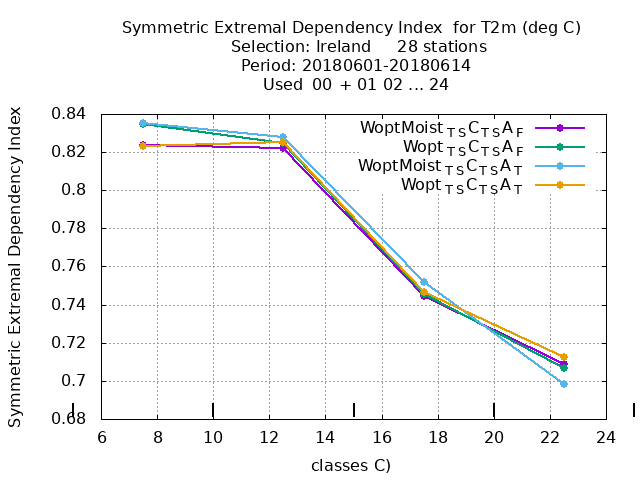 Symmetric Extremal Dependency Index  for T2m (deg C)
Selection: Ireland     28 stations
Period: 20180601-20180614
Used  00 + 01 02 ... 24
Symmetric Extremal Dependency Index
0.84
0.82
0.8
0.78
0.76
0.74
0.72
0.7
0.68
WoptMoist TS C TS A F
Wopt TS C TS A F
WoptMoist TS C TS A T
Wopt TS C TS A T
6 8 10 12 14 16 18 20 22 24
classes C)